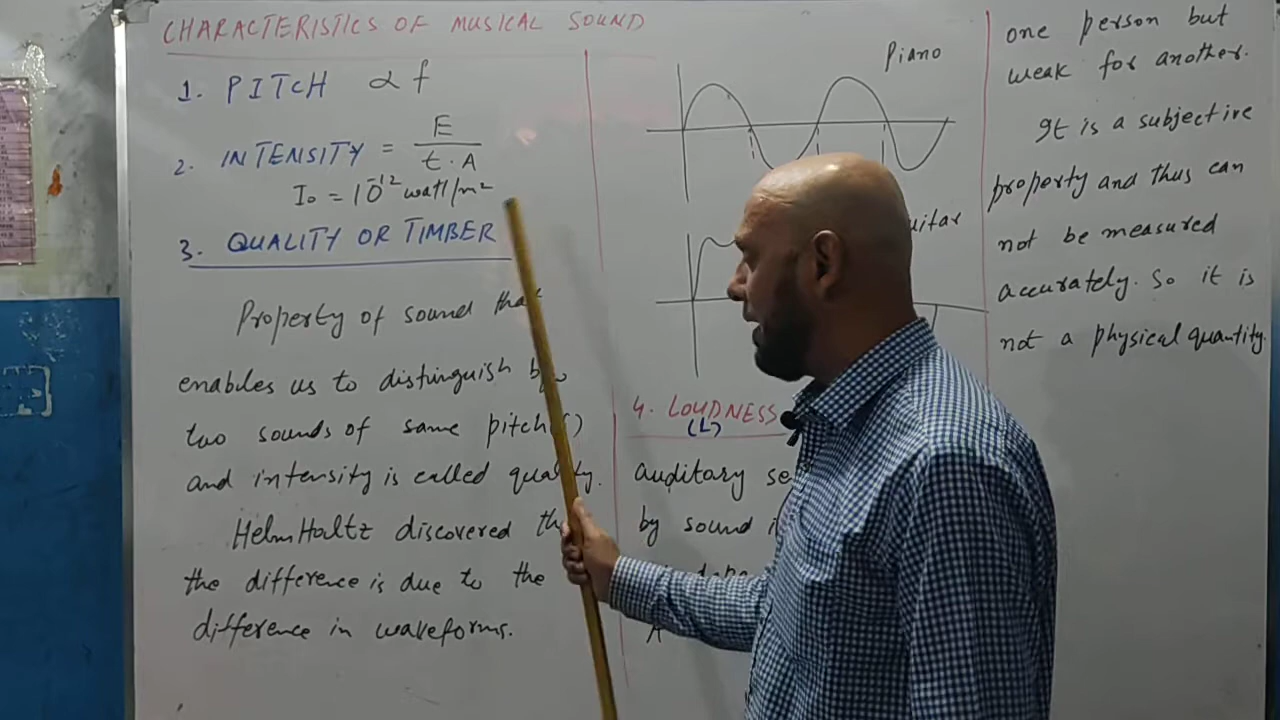 CHARACTERISTICS OF MUSICAL SOUND
1. PITCH ∝ f
2. INTENSITY = E / t · A
I₀ = 10⁻¹² watt/m²
3. QUALITY OR TIMBER
Property of sound that
enables us to distinguish
two sounds of same pitch( )
and intensity is called quality.
HelmHoltz discovered
the difference is due to the
difference in waveforms.
Piano
4. LOUDNESS
(L)
auditory
by sound
A
one person but
weak for another.
It is a subjective
property and thus can
not be measured
accurately. So it is
not a physical quantity.